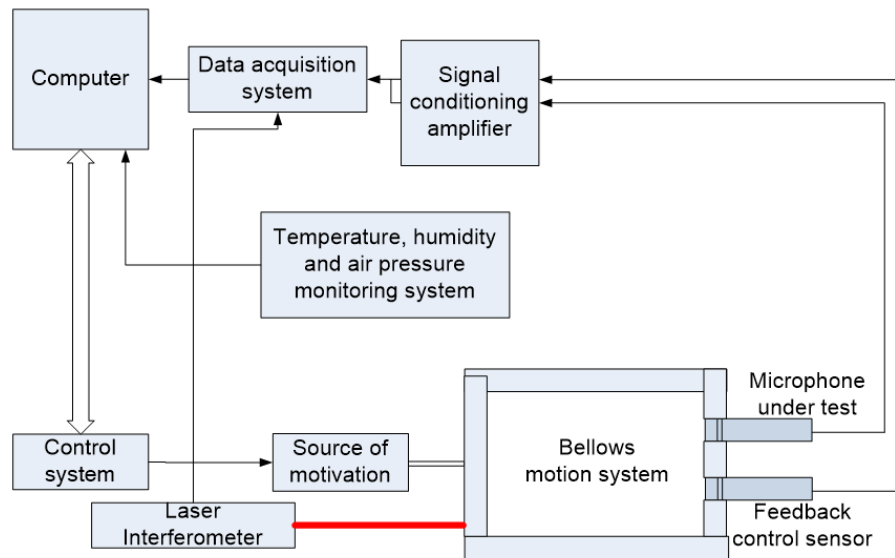 Computer
Data acquisition
system
Signal
conditioning
amplifier
Temperature, humidity
and air pressure
monitoring system
Microphone
under test
Control
system
Source of
motivation
Bellows
motion system
Laser
Interferometer
Feedback
control sensor